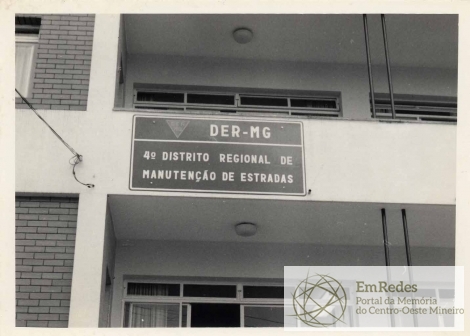 DER-MG
4º DISTRITO REGIONAL DE
MANUTENÇÃO DE ESTRADAS
EmRedes
Portal da Memória
do Centro-Oeste Mineiro